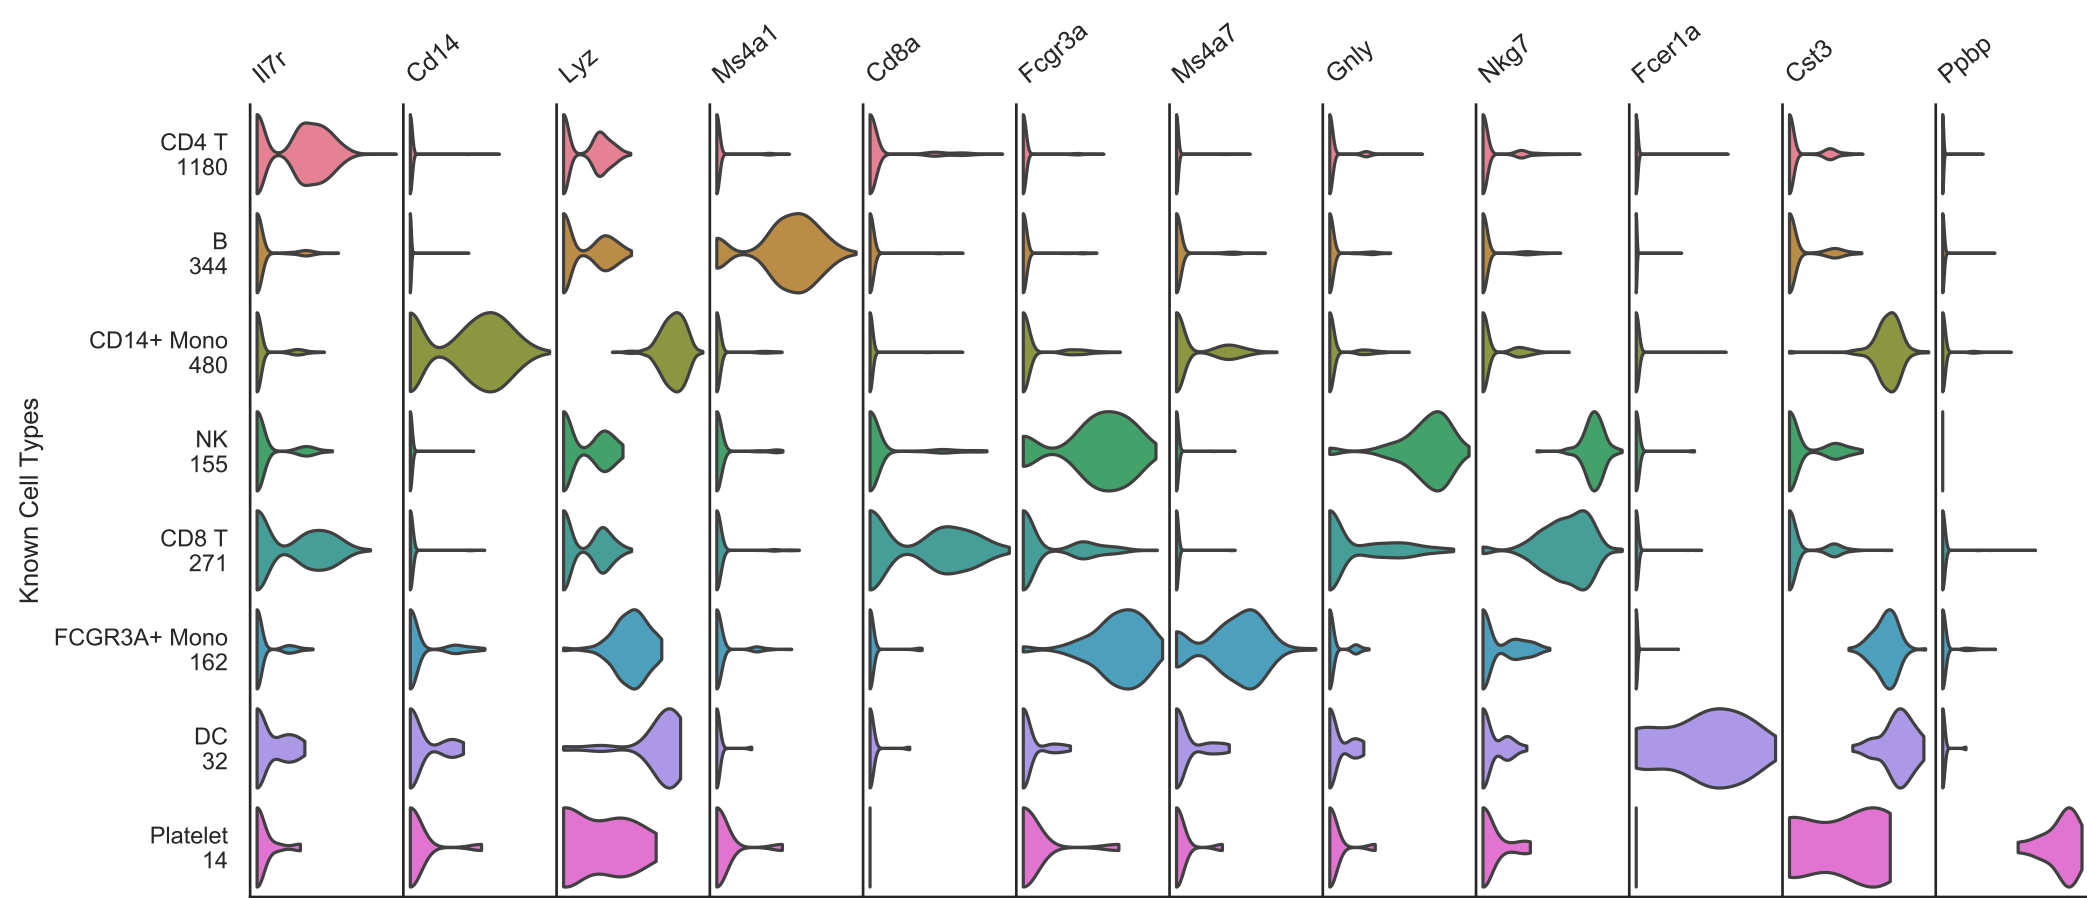 Il7r
Cd14
Lyz
Ms4a1
Cd8a
Fcgr3a
Ms4a7
Gnly
Nkg7
Fcer1a
Cst3
Ppbp
Known Cell Types
CD4 T
1180
B
344
CD14+ Mono
480
NK
155
CD8 T
271
FCGR3A+ Mono
162
DC
32
Platelet
14